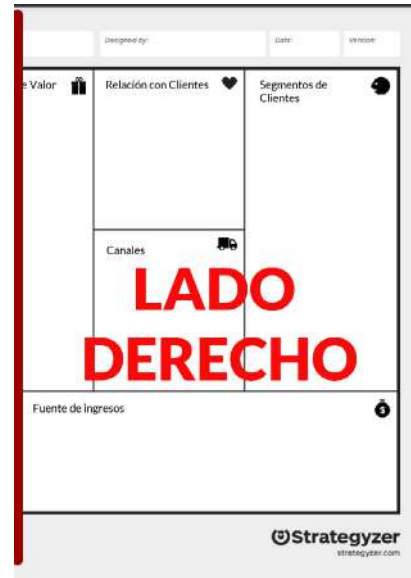 Designed by:
Date:
Version:
e Valor
Relación con Clientes
Segmentos de
Clientes
Canales
LADO
DERECHO
Fuente de ingresos
$
Strategyzer
strategyzer.com